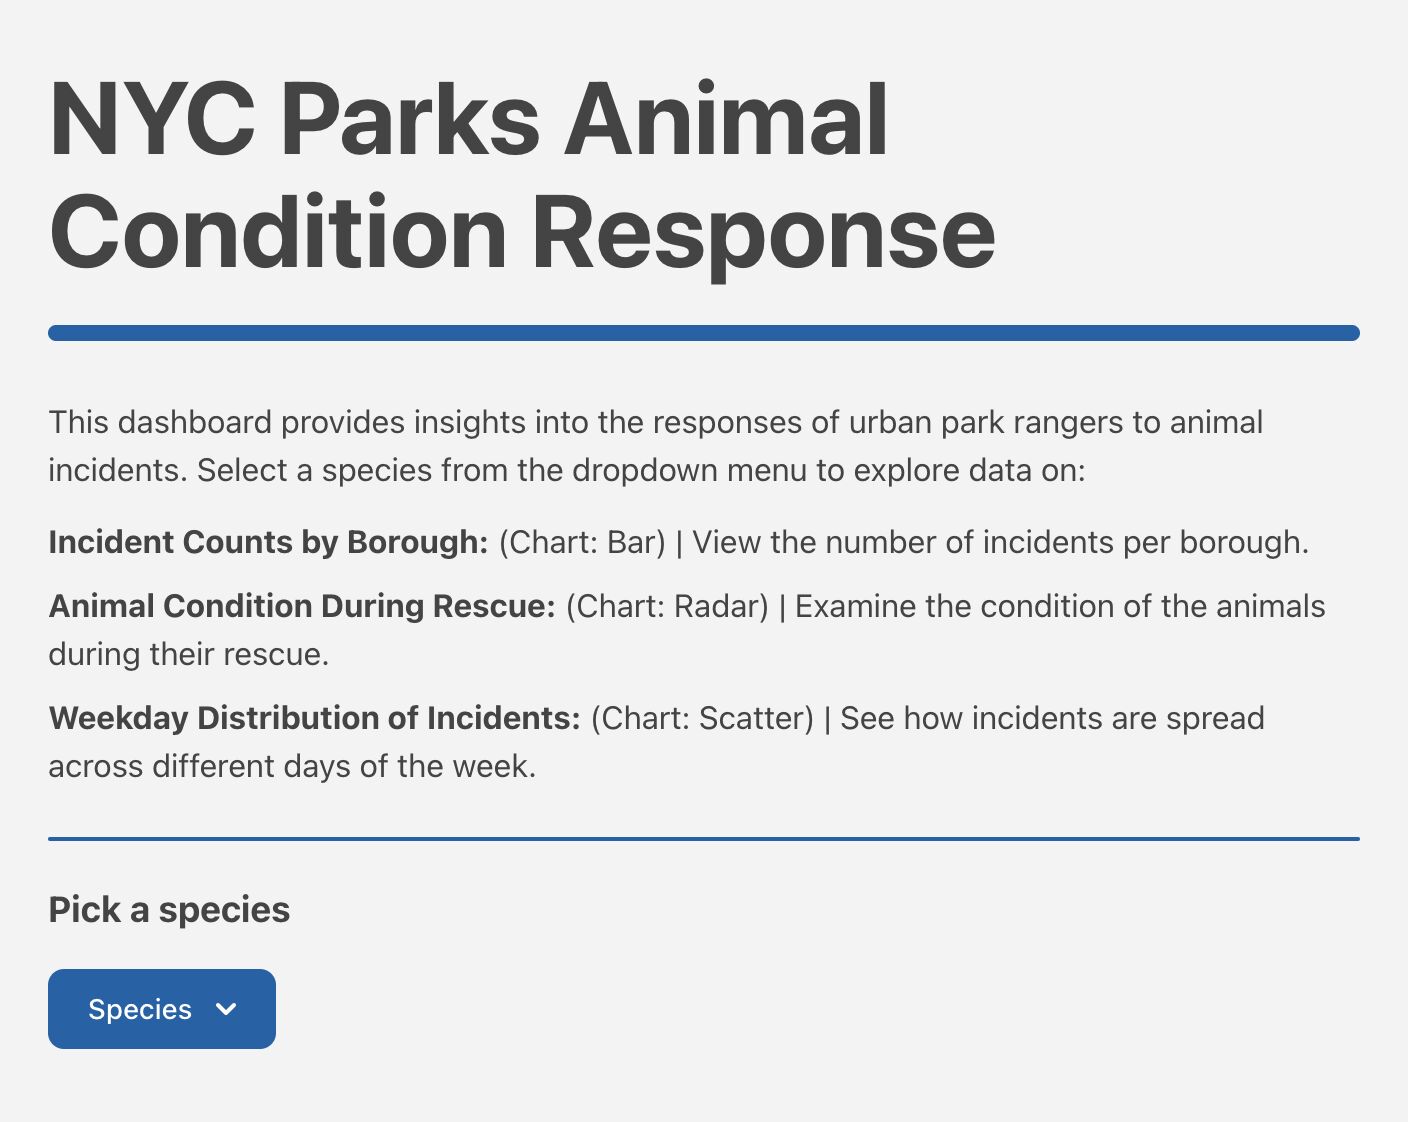 NYC Parks Animal
Condition Response
This dashboard provides insights into the responses of urban park rangers to animal
incidents. Select a species from the dropdown menu to explore data on:
Incident Counts by Borough: (Chart: Bar) | View the number of incidents per borough.
Animal Condition During Rescue: (Chart: Radar) | Examine the condition of the animals
during their rescue.
Weekday Distribution of Incidents: (Chart: Scatter) | See how incidents are spread
across different days of the week.
Pick a species
Species